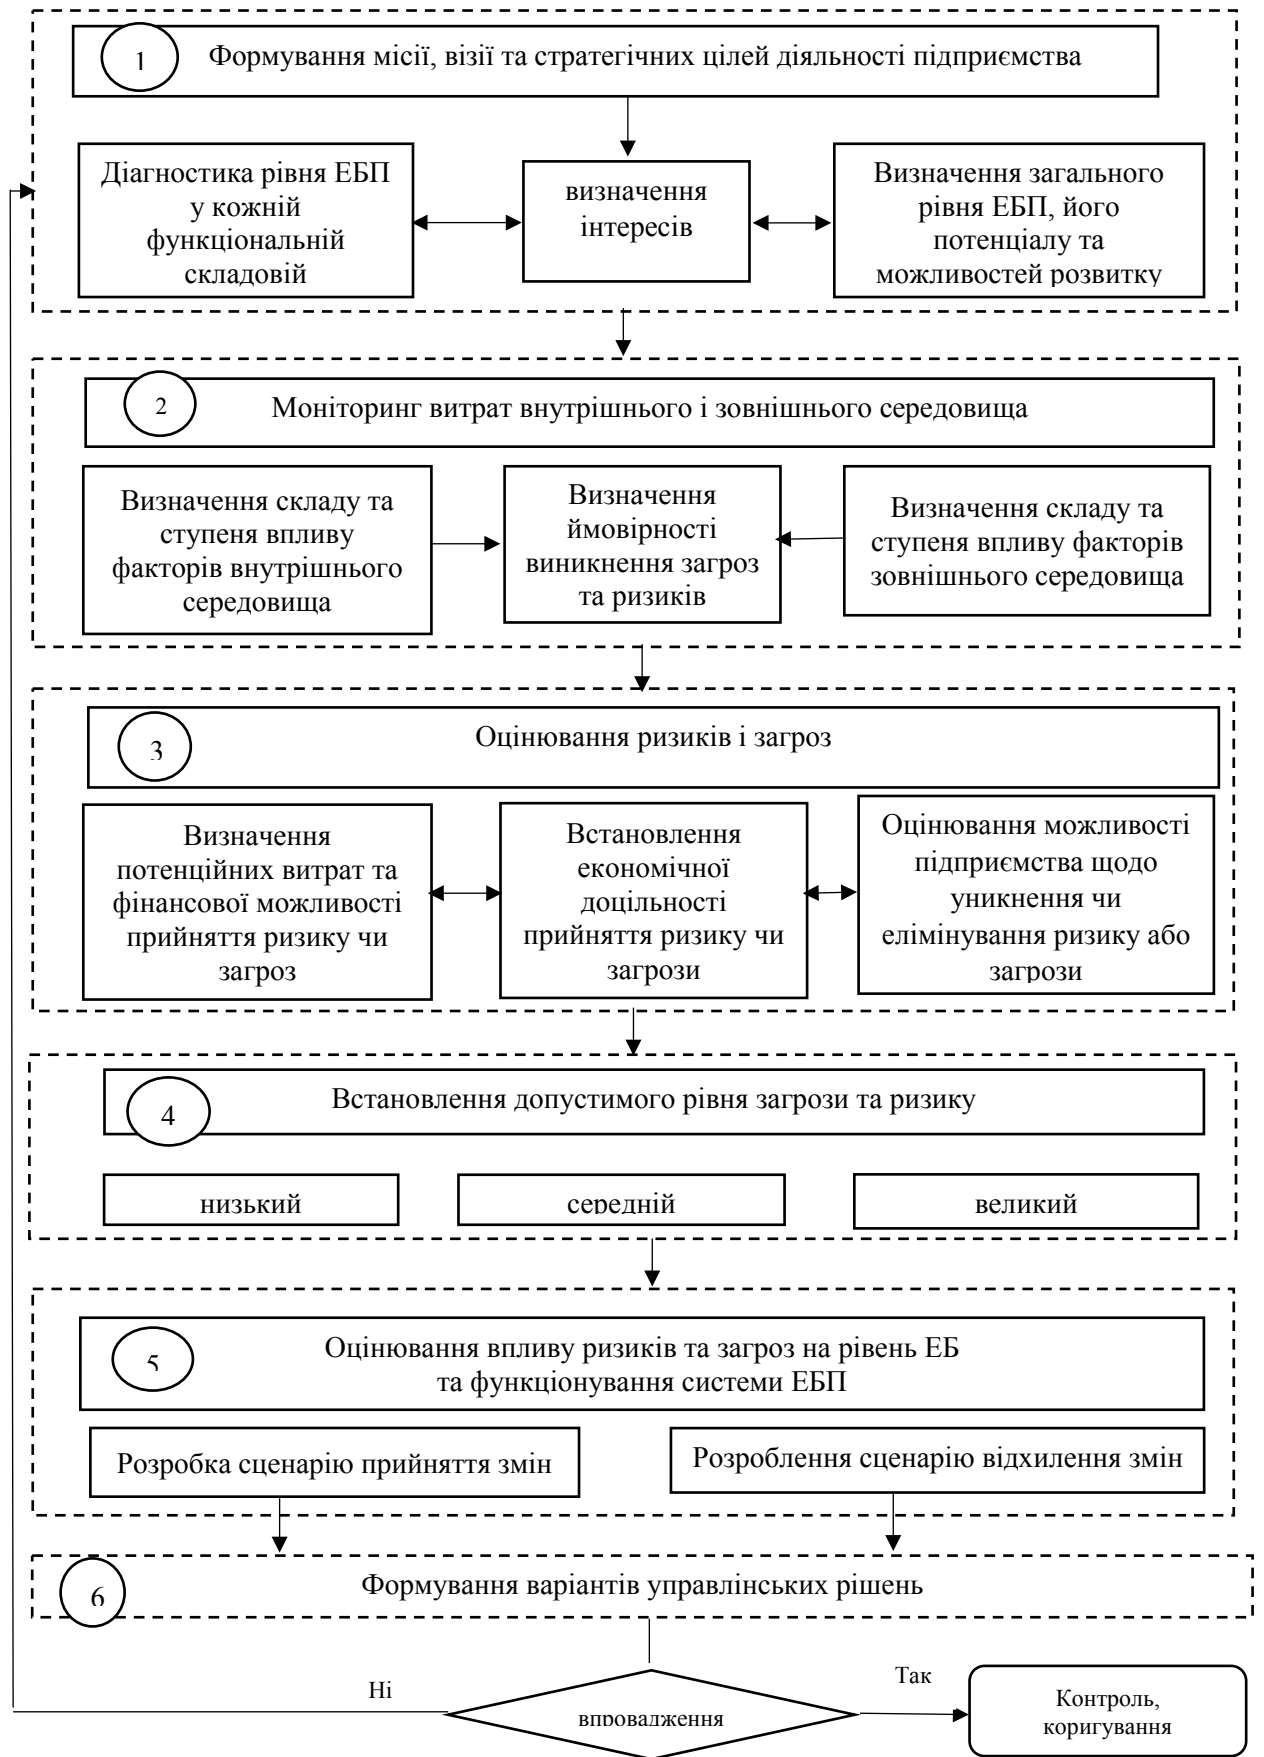 1
Формування місії, візії та стратегічних цілей діяльності підприємства
Діагностика рівня ЕБП
у кожній
функціональній
складовій
визначення
інтересів
Визначення загального
рівня ЕБП, його
потенціалу та
можливостей розвитку
2
Моніторинг витрат внутрішнього і зовнішнього середовища
Визначення складу та
ступеня впливу
факторів внутрішнього
середовища
Визначення
ймовірності
виникнення загроз
та ризиків
Визначення складу та
ступеня впливу факторів
зовнішнього середовища
3
Оцінювання ризиків і загроз
Визначення
потенційних витрат та
фінансової можливості
прийняття ризику чи
загроз
Встановлення
економічної
доцільності
прийняття ризику чи
загрози
Оцінювання можливості
підприємства щодо
уникнення чи
елімінування ризику або
загрози
4
Встановлення допустимого рівня загрози та ризику
низький
середній
великий
5
Оцінювання впливу ризиків та загроз на рівень ЕБ
та функціонування системи ЕБП
Розробка сценарію прийняття змін
Розроблення сценарію відхилення змін
6
Формування варіантів управлінських рішень
Ні
впровадження
Так
Контроль,
коригування